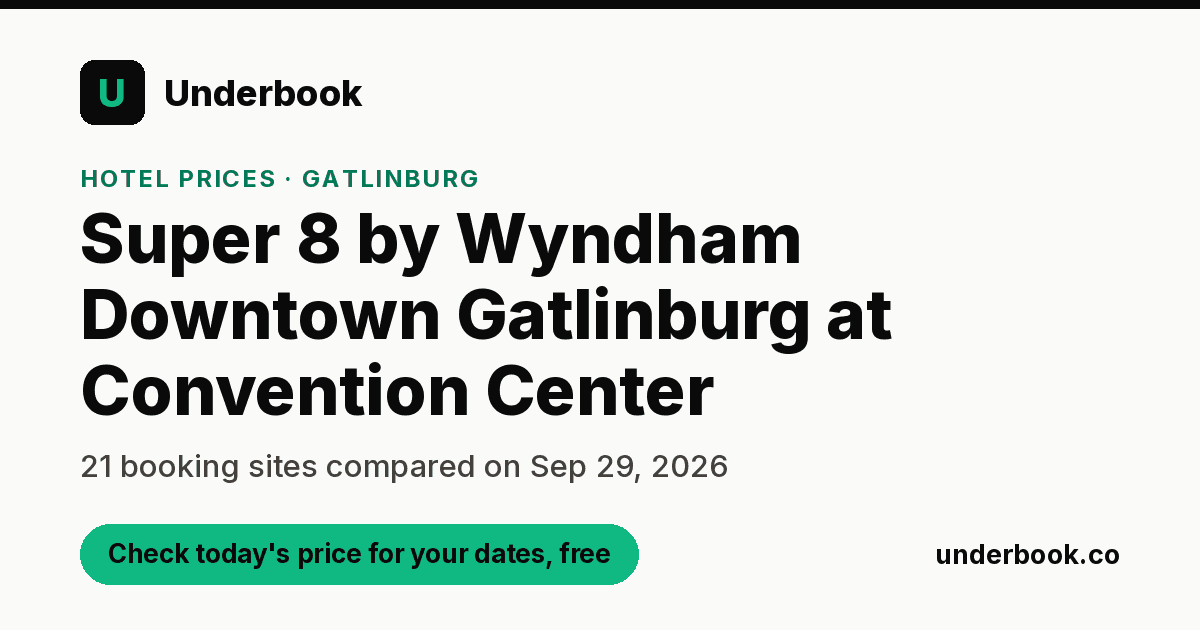 U Underbook
HOTEL PRICES · GATLINBURG
Super 8 by Wyndham
Downtown Gatlinburg at
Convention Center
21 booking sites compared on Sep 29, 2026
Check today's price for your dates, free
underbook.co